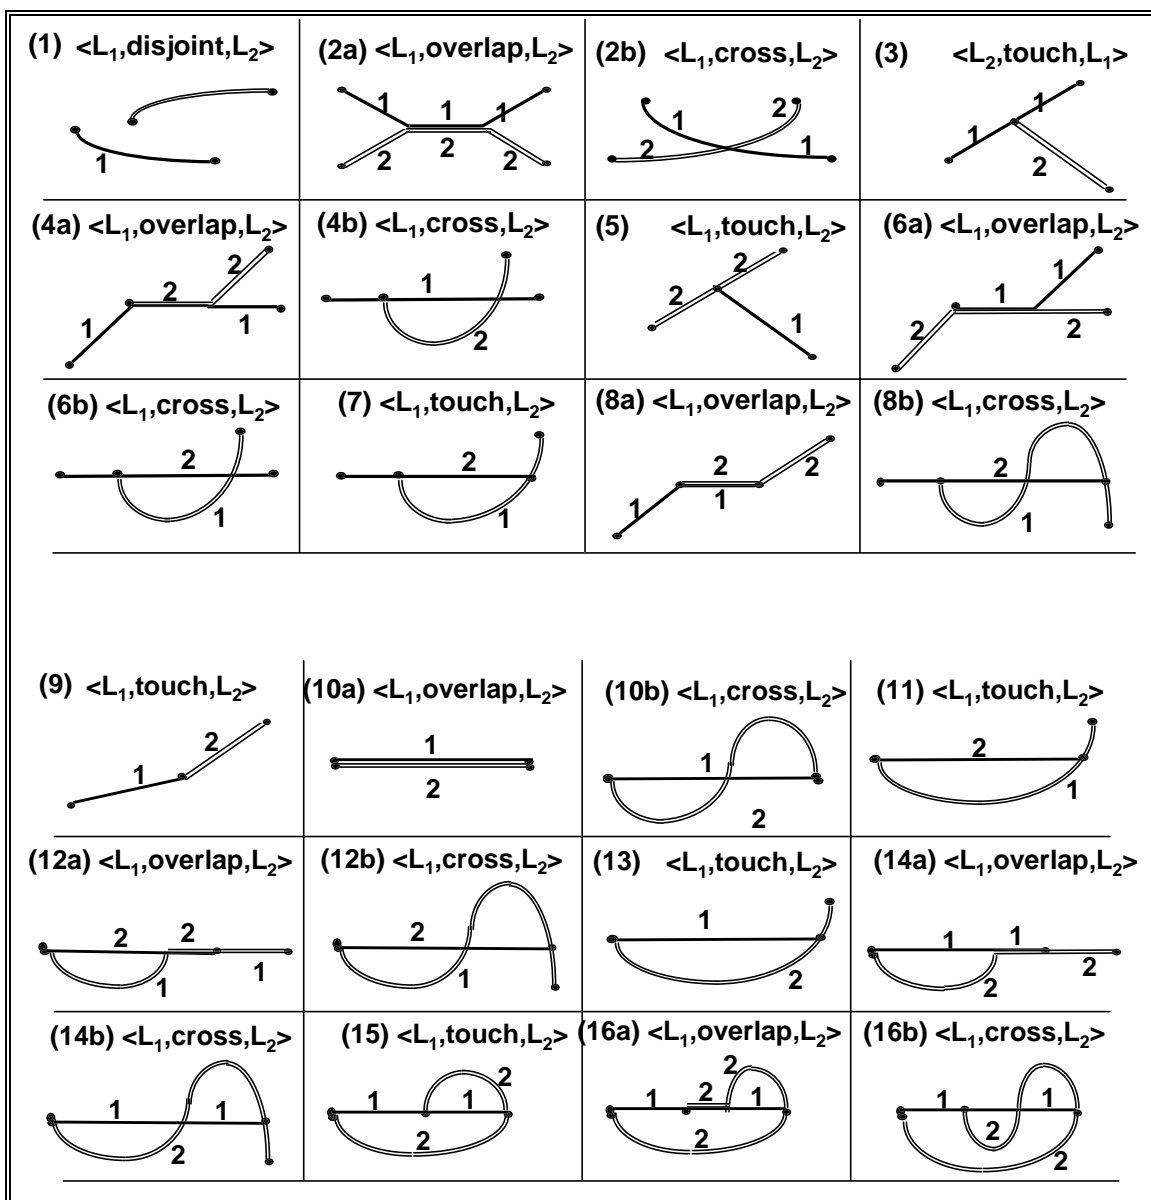 (1) <L₁,disjoint,L₂>
1
(2a) <L₁,overlap,L₂>
1 1 1
2 2 2
(2b) <L₁,cross,L₂>
1 2
2 1
(3) <L₂,touch,L₁>
1
1 2
(4a) <L₁,overlap,L₂>
2
2
1 1
(4b) <L₁,cross,L₂>
1
2
(5) <L₁,touch,L₂>
2
2
1
(6a) <L₁,overlap,L₂>
1
1
2 2
(6b) <L₁,cross,L₂>
2
1
(7) <L₁,touch,L₂>
2
1
(8a) <L₁,overlap,L₂>
2 2
1 1
(8b) <L₁,cross,L₂>
2
1
(9) <L₁,touch,L₂>
2
1
(10a) <L₁,overlap,L₂>
1
2
(10b) <L₁,cross,L₂>
1
2
(11) <L₁,touch,L₂>
2
1
(12a) <L₁,overlap,L₂>
2 2
1 1
(12b) <L₁,cross,L₂>
2
1
(13) <L₁,touch,L₂>
1
2
(14a) <L₁,overlap,L₂>
1 1
2 2
(14b) <L₁,cross,L₂>
1 1
2
(15) <L₁,touch,L₂>
2
1 1
2
(16a) <L₁,overlap,L₂>
2
1 2 1
2
(16b) <L₁,cross,L₂>
1 1
2
2